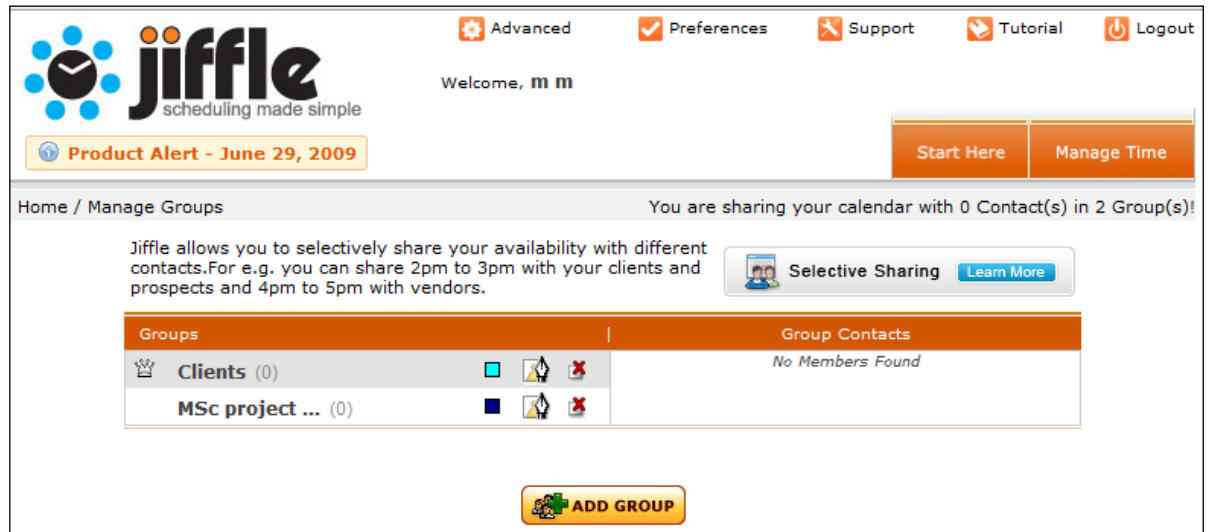 Advanced Preferences Support Tutorial Logout
jiffle
scheduling made simple
Welcome, m m
Product Alert - June 29, 2009
Start Here Manage Time
Home / Manage Groups You are sharing your calendar with 0 Contact(s) in 2 Group(s)!
Jiffle allows you to selectively share your availability with different
contacts.For e.g. you can share 2pm to 3pm with your clients and
prospects and 4pm to 5pm with vendors.
Selective Sharing Learn More
Groups | Group Contacts
Clients (0)
No Members Found
MSc project ... (0)
ADD GROUP